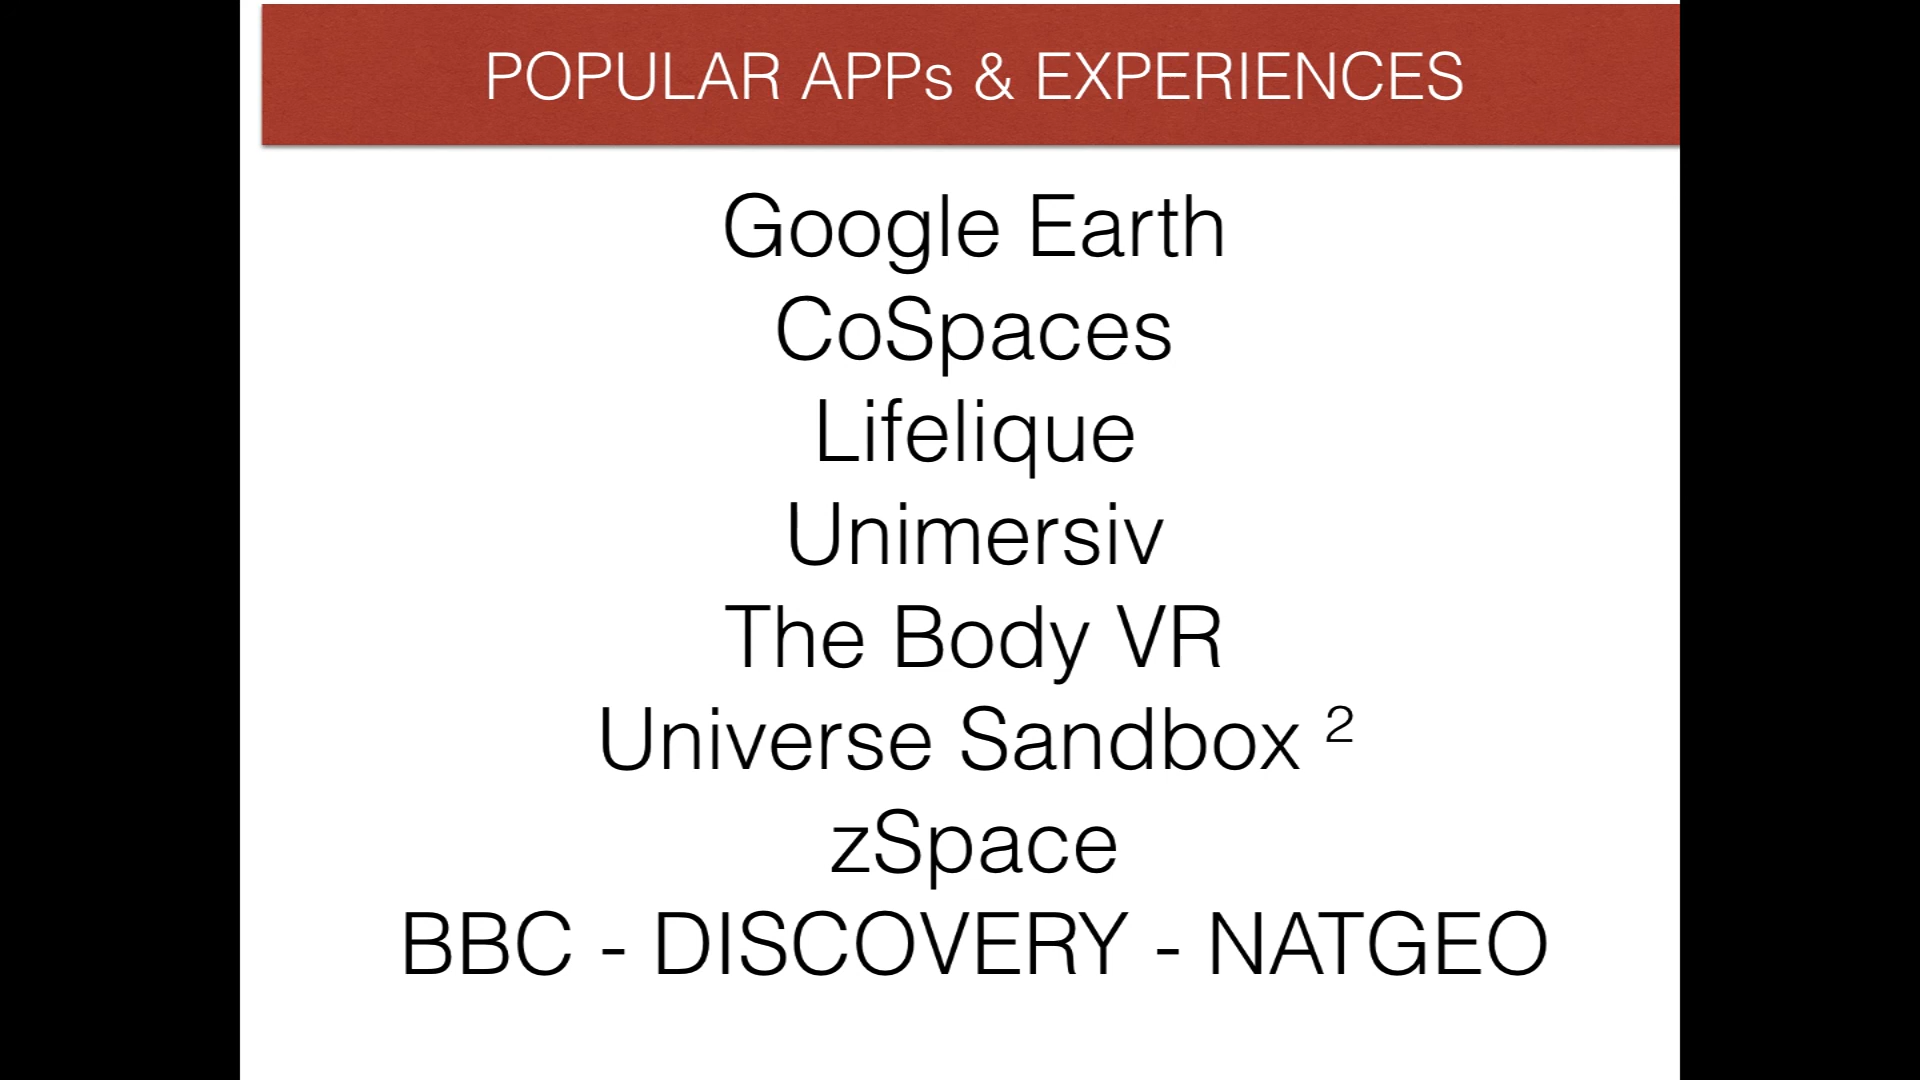 POPULAR APPs & EXPERIENCES
Google Earth
CoSpaces
Lifelique
Unimersiv
The Body VR
Universe Sandbox ²
zSpace
BBC - DISCOVERY - NATGEO